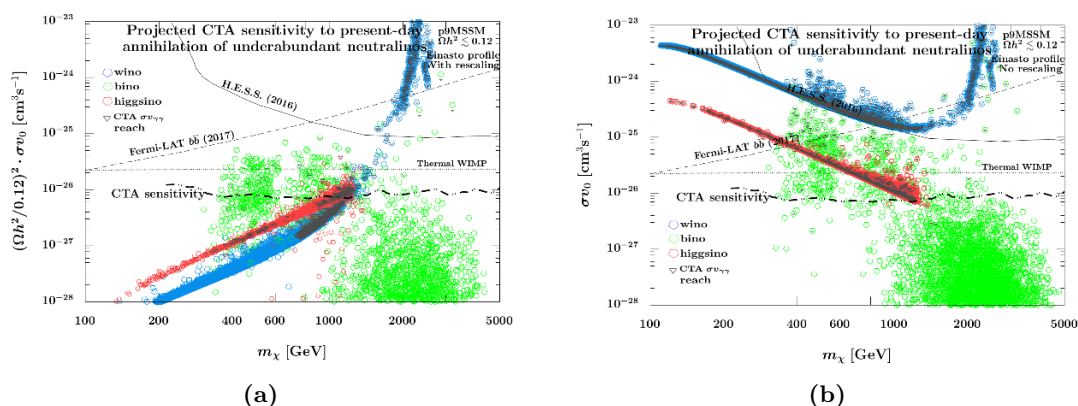 Projected CTA sensitivity to present-day
annihilation of underabundant neutralinos
p9MSSM
Ωh² ≲ 0.12
Einasto profile
With rescaling
wino
bino
higgsino
CTA σv_γγ
reach
H.E.S.S. (2016)
Fermi-LAT bb̄ (2017)
Thermal WIMP
CTA sensitivity
10⁻²³
10⁻²⁴
10⁻²⁵
10⁻²⁶
10⁻²⁷
10⁻²⁸
(Ωh²/0.12)² · σv₀ [cm³s⁻¹]
100 200 400 600 1000 2000 5000
m_χ [GeV]
(a)
Projected CTA sensitivity to present-day
annihilation of underabundant neutralinos
p9MSSM
Ωh² ≲ 0.12
Einasto profile
No rescaling
H.E.S.S. (2016)
Fermi-LAT bb̄ (2017)
Thermal WIMP
CTA sensitivity
wino
bino
higgsino
CTA σv_γγ
reach
10⁻²³
10⁻²⁴
10⁻²⁵
10⁻²⁶
10⁻²⁷
10⁻²⁸
σv₀ [cm³s⁻¹]
100 200 400 600 1000 2000 5000
m_χ [GeV]
(b)